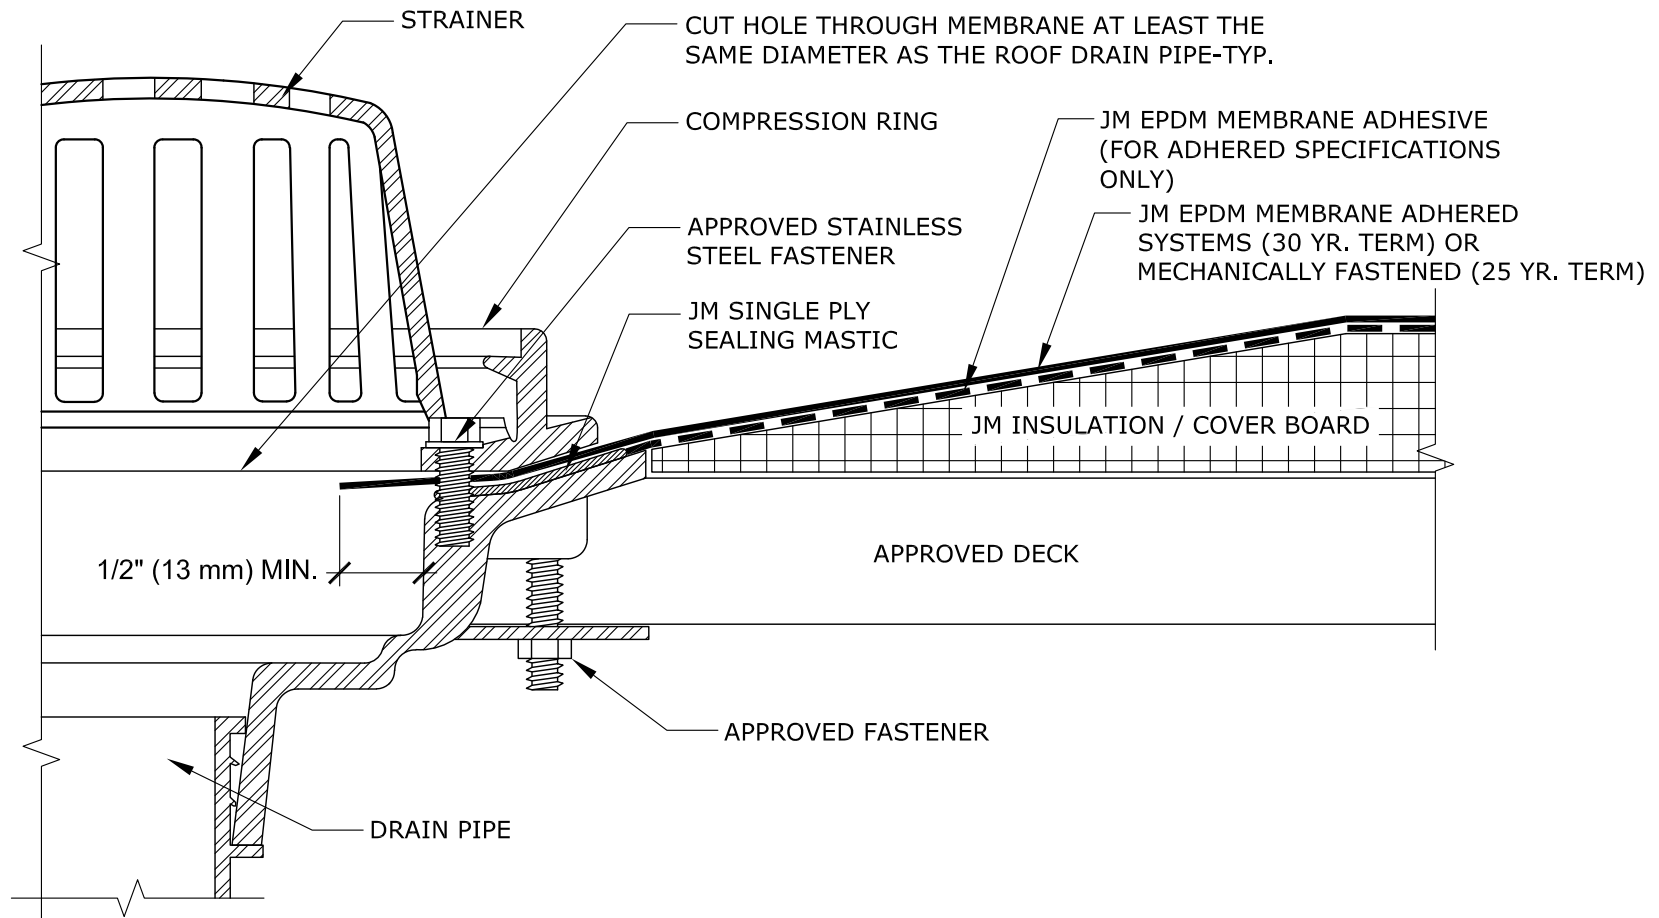 STRAINER
CUT HOLE THROUGH MEMBRANE AT LEAST THE
SAME DIAMETER AS THE ROOF DRAIN PIPE-TYP.
COMPRESSION RING
JM EPDM MEMBRANE ADHESIVE
(FOR ADHERED SPECIFICATIONS
ONLY)
JM EPDM MEMBRANE ADHERED
SYSTEMS (30 YR. TERM) OR
MECHANICALLY FASTENED (25 YR. TERM)
APPROVED STAINLESS
STEEL FASTENER
JM SINGLE PLY
SEALING MASTIC
JM INSULATION / COVER BOARD
APPROVED DECK
1/2" (13 mm) MIN.
APPROVED FASTENER
DRAIN PIPE